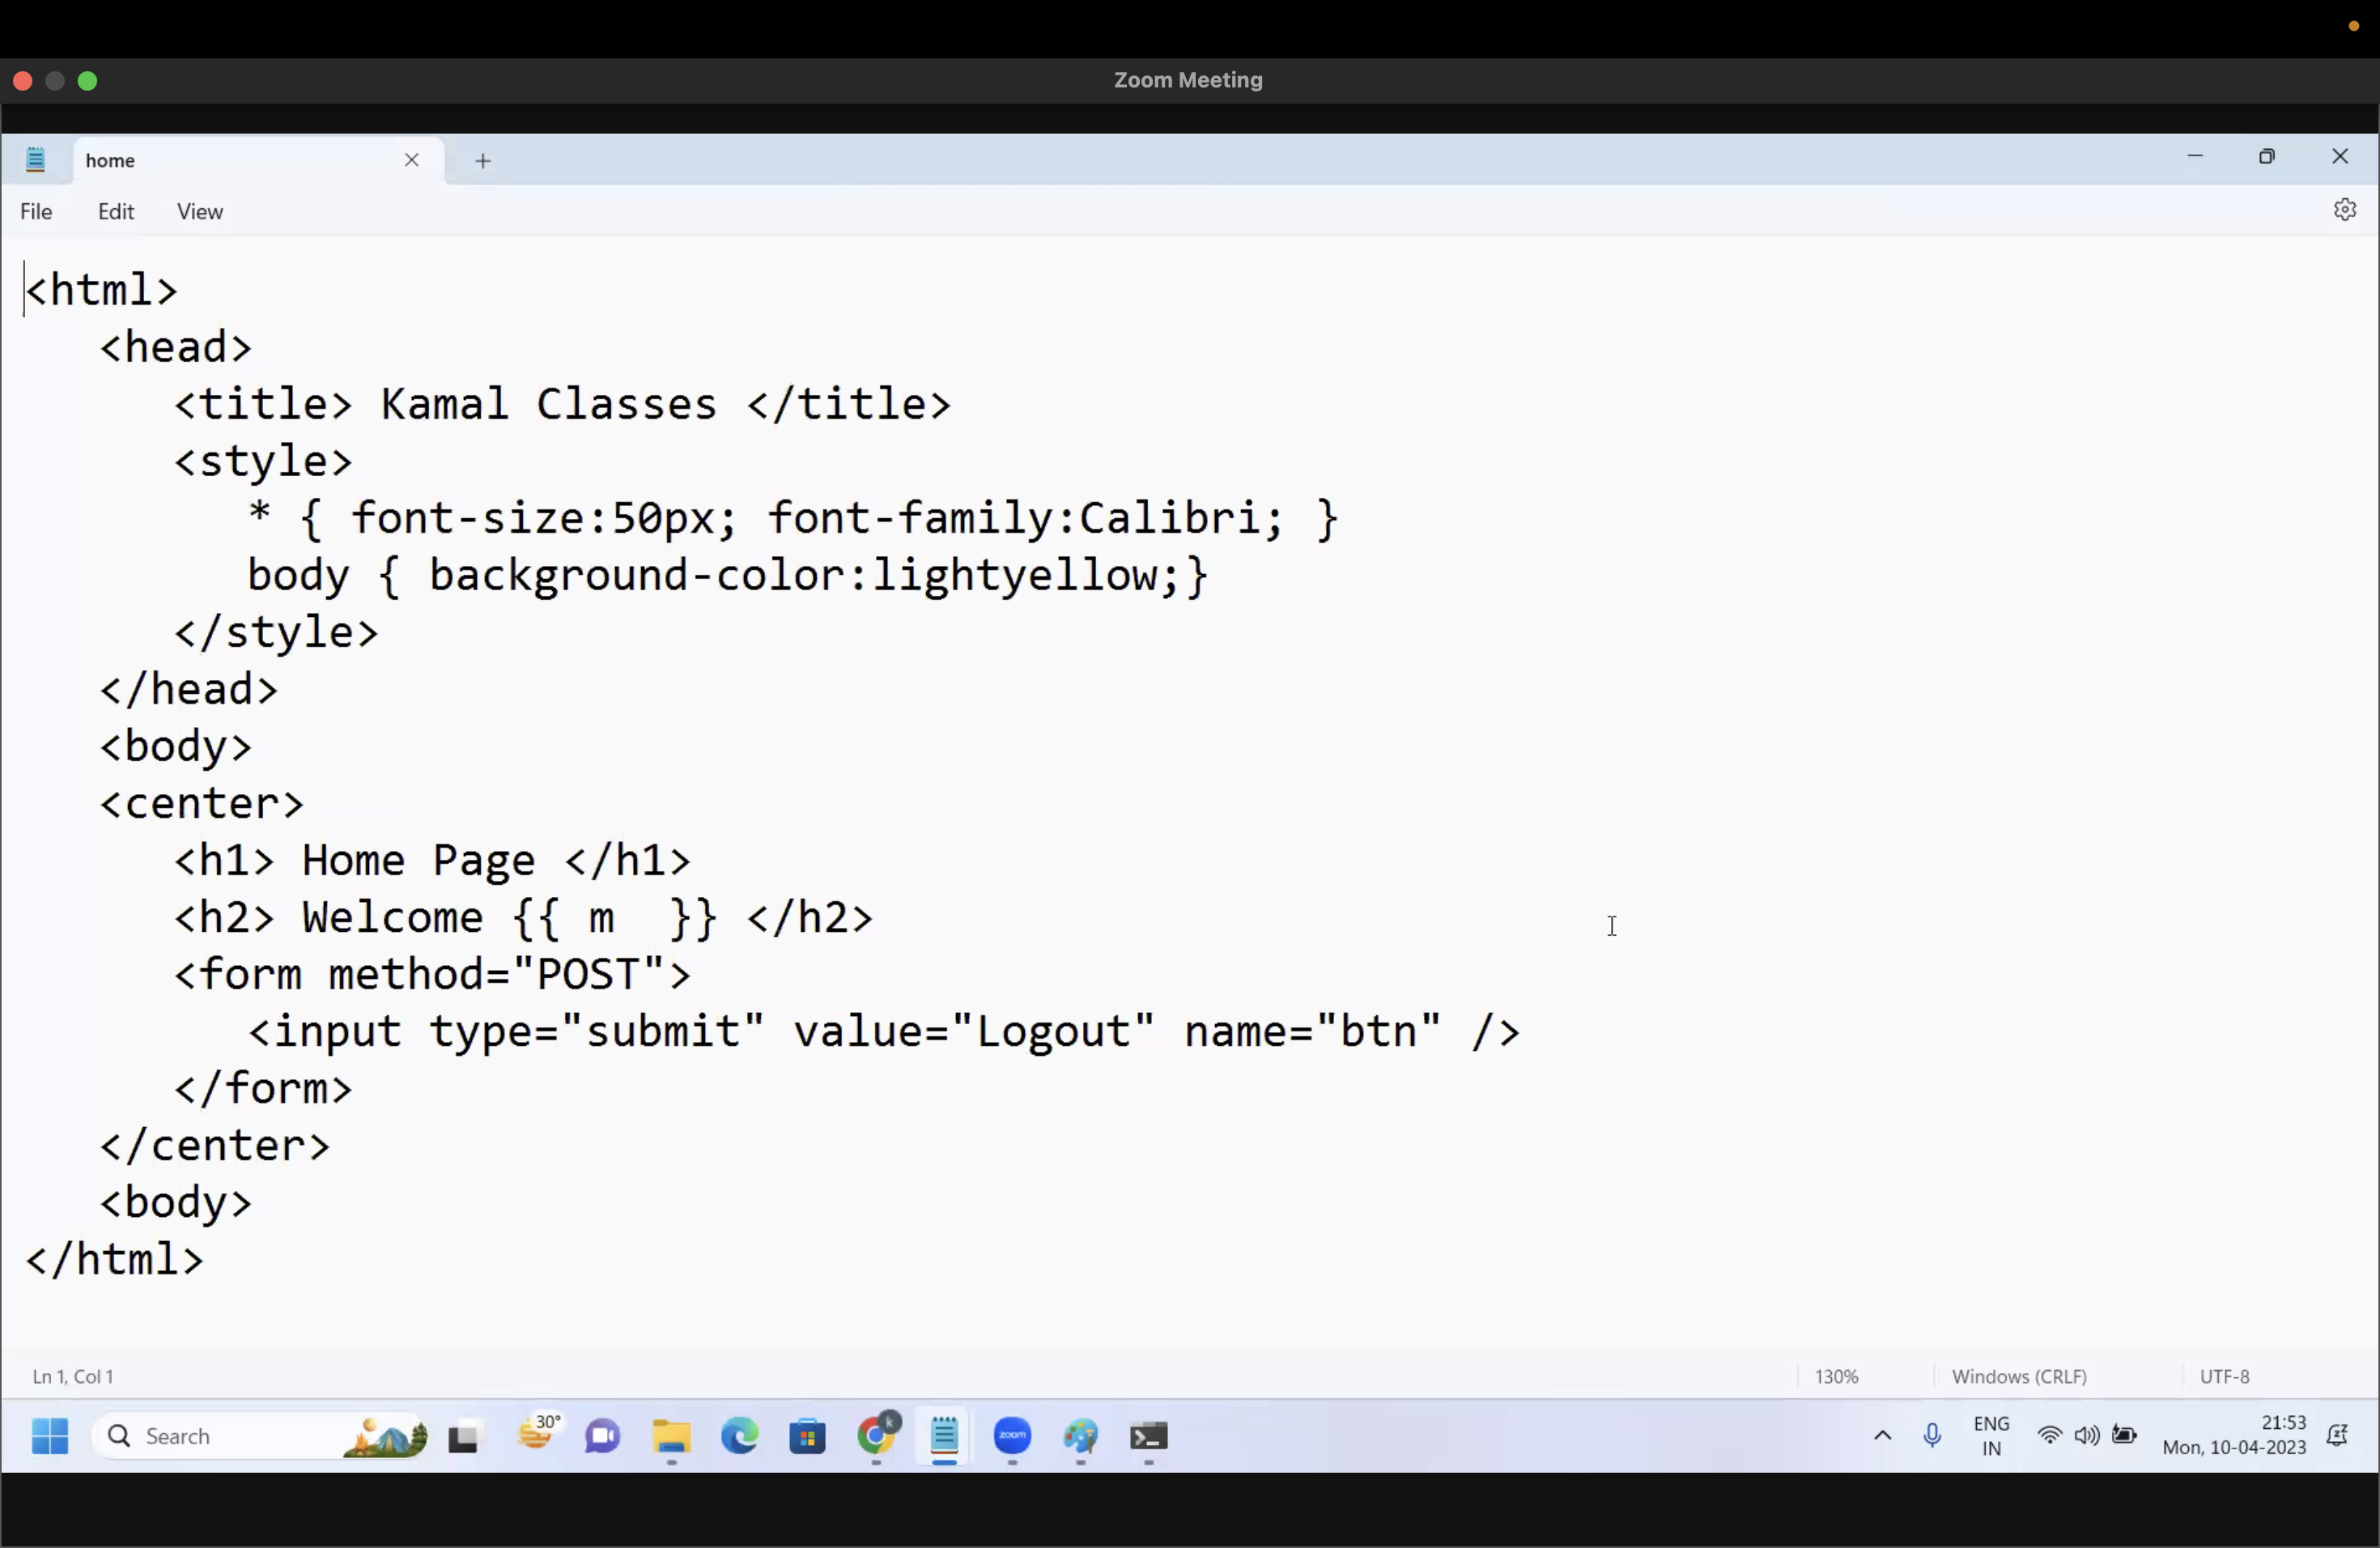 Zoom Meeting
home
File Edit View
<html>
<head>
<title> Kamal Classes </title>
<style>
* { font-size:50px; font-family:Calibri; }
body { background-color:lightyellow;}
</style>
</head>
<body>
<center>
<h1> Home Page </h1>
<h2> Welcome {{ m  }} </h2>
<form method="POST">
<input type="submit" value="Logout" name="btn" />
</form>
</center>
<body>
</html>
Ln 1, Col 1 130% Windows (CRLF) UTF-8
Search 30° k zoom ENG IN 21:53
Mon, 10-04-2023